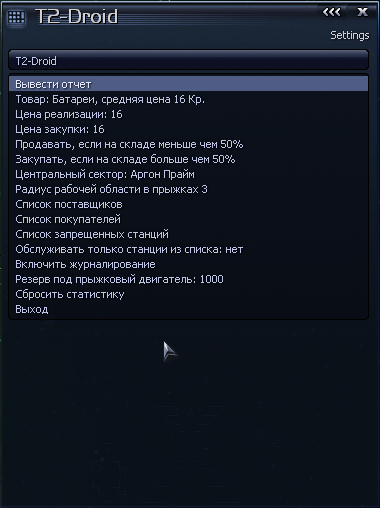 T2-Droid
Settings
T2-Droid
Вывести отчет
Товар: Батареи, средняя цена 16 Кр.
Цена реализации: 16
Цена закупки: 16
Продавать, если на складе меньше чем 50%
Закупать, если на складе больше чем 50%
Центральный сектор: Аргон Прайм
Радиус рабочей области в прыжках 3
Список поставщиков
Список покупателей
Список запрещенных станций
Обслуживать только станции из списка: нет
Включить журналирование
Резерв под прыжковый двигатель: 1000
Сбросить статистику
Выход